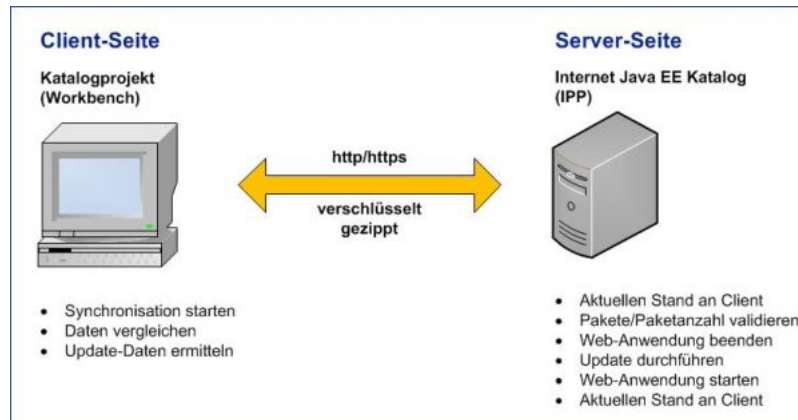 Client-Seite
Katalogprojekt
(Workbench)
Server-Seite
Internet Java EE Katalog
(IPP)
http/https
verschlüsselt
gezippt
• Synchronisation starten
• Daten vergleichen
• Update-Daten ermitteln
• Aktuellen Stand an Client
• Pakete/Paketanzahl validieren
• Web-Anwendung beenden
• Update durchführen
• Web-Anwendung starten
• Aktuellen Stand an Client